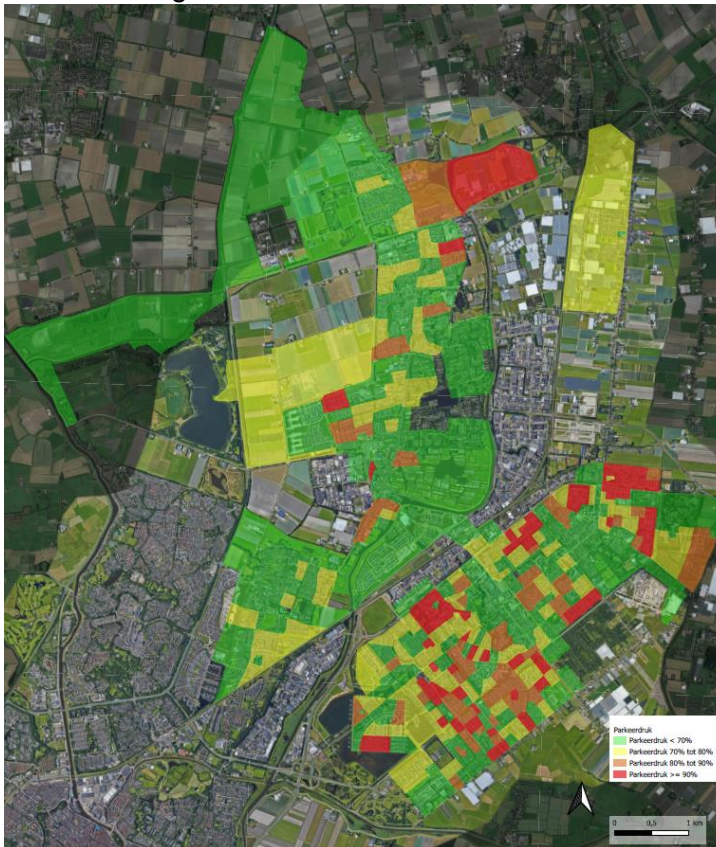 Parkeerdruk
Parkeerdruk < 70%
Parkeerdruk 70% tot 80%
Parkeerdruk 80% tot 90%
Parkeerdruk >= 90%
0 0,5 1 km